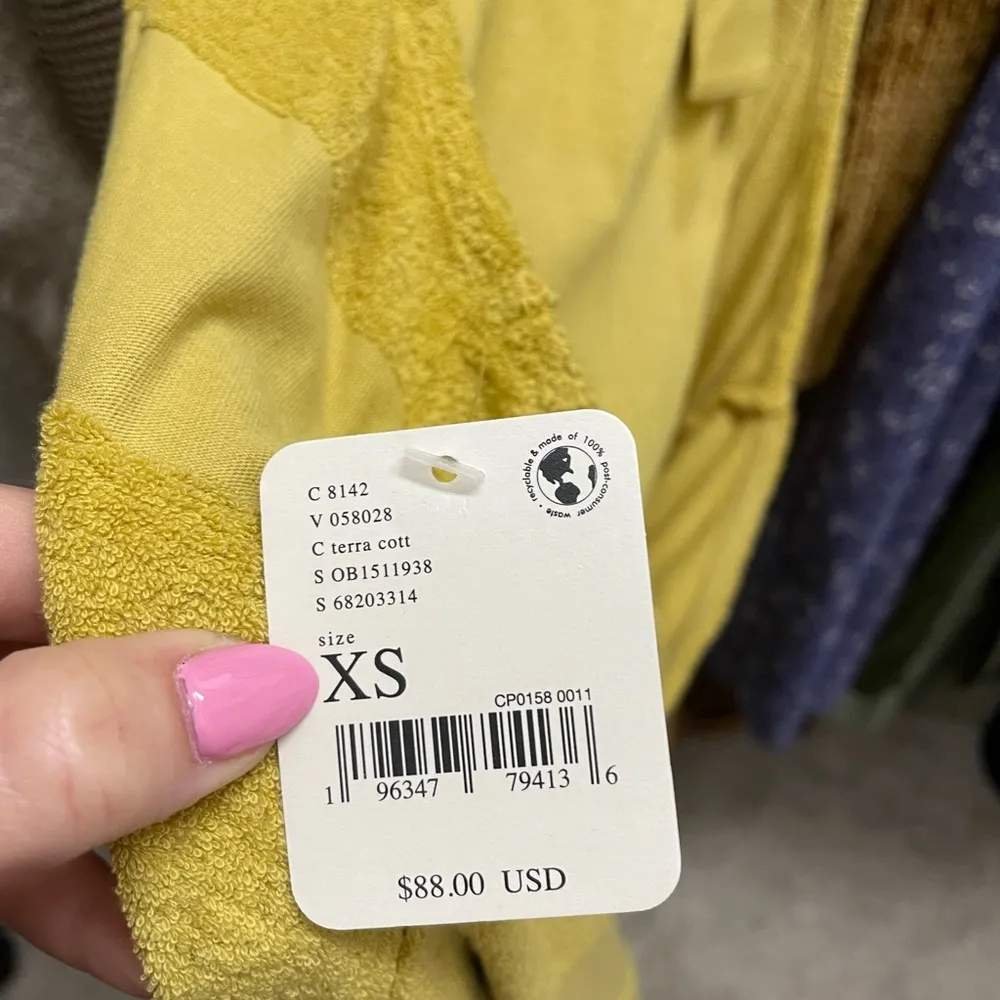 C 8142
V 058028
C terra cott
S OB1511938
S 68203314
size
XS
CP0158 0011
1 96347 79413 6
$88.00 USD
recyclable & made of 100% post-consumer waste •